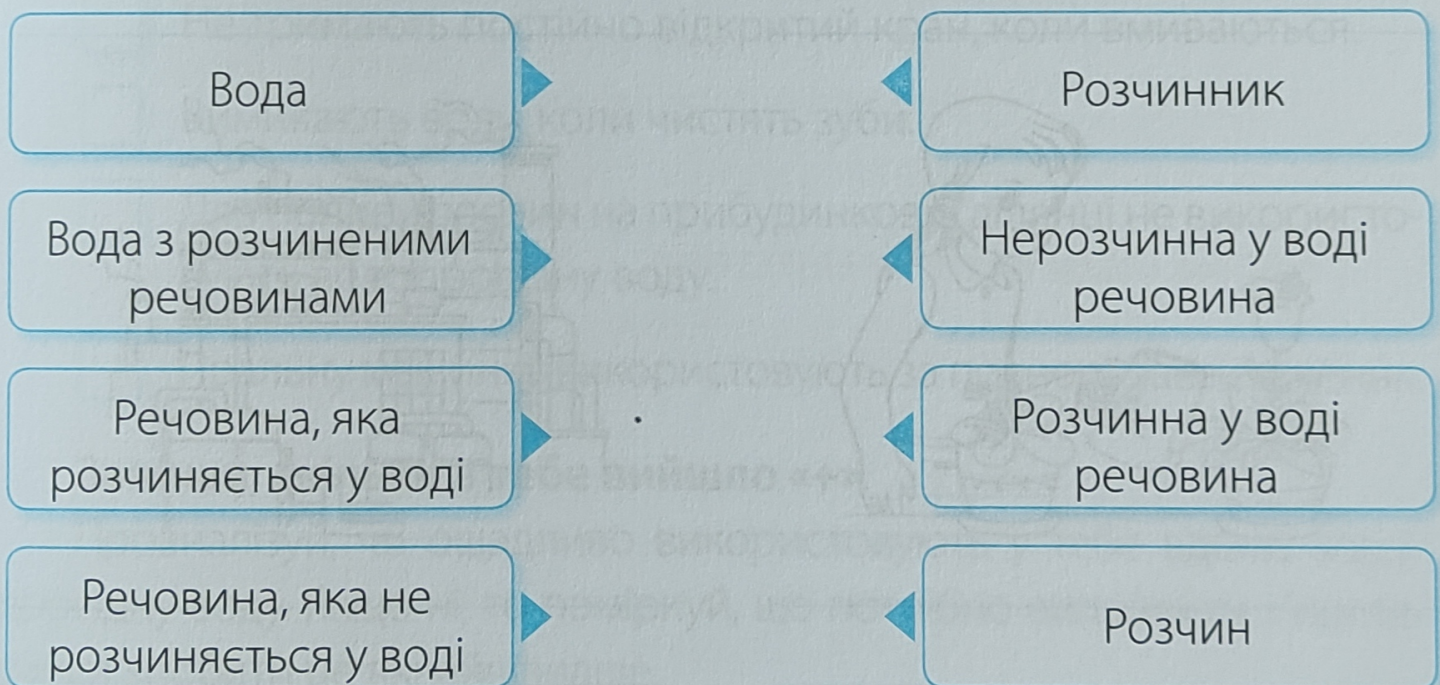 Вода
Розчинник
Вода з розчиненими
речовинами
Нерозчинна у воді
речовина
Речовина, яка
розчиняється у воді
Розчинна у воді
речовина
Речовина, яка не
розчиняється у воді
Розчин